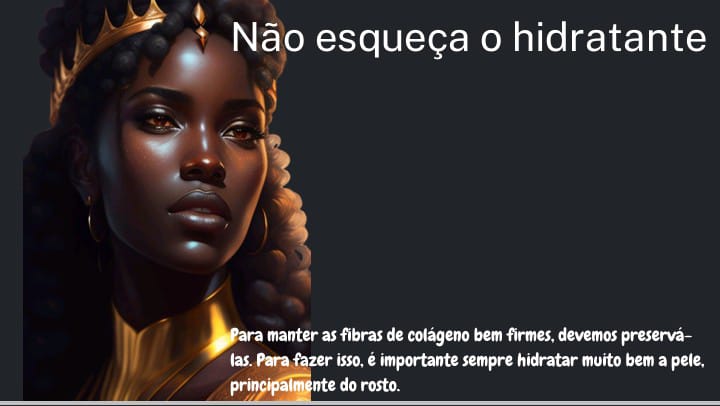 Não esqueça o hidratante
Para manter as fibras de colágeno bem firmes, devemos preservá-
las. Para fazer isso, é importante sempre hidratar muito bem a pele,
principalmente do rosto.